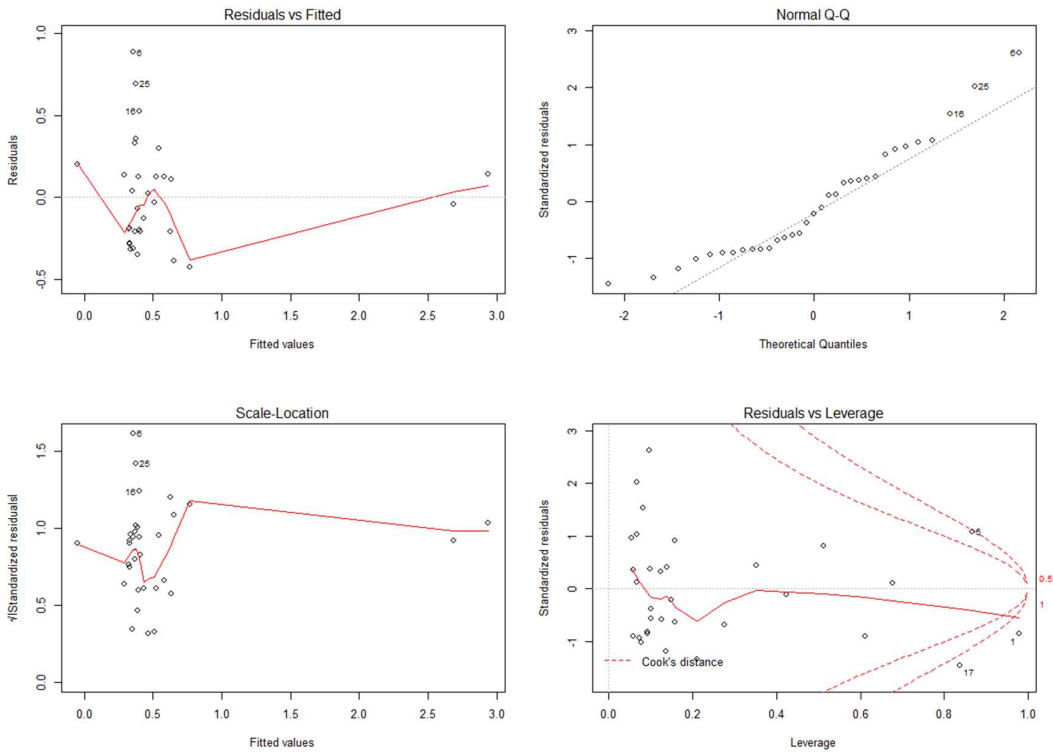 Residuals vs Fitted
Residuals
1.0
0.5
0.0
-0.5
6
25
16
0.0 0.5 1.0 1.5 2.0 2.5 3.0
Fitted values
Normal Q-Q
Standardized residuals
3
2
1
0
-1
6
25
16
-2 -1 0 1 2
Theoretical Quantiles
Scale-Location
√|Standardized residuals|
1.5
1.0
0.5
0.0
6
25
16
0.0 0.5 1.0 1.5 2.0 2.5 3.0
Fitted values
Residuals vs Leverage
Standardized residuals
3
2
1
0
-1
5
0.5
1
1
17
Cook's distance
0.0 0.2 0.4 0.6 0.8 1.0
Leverage